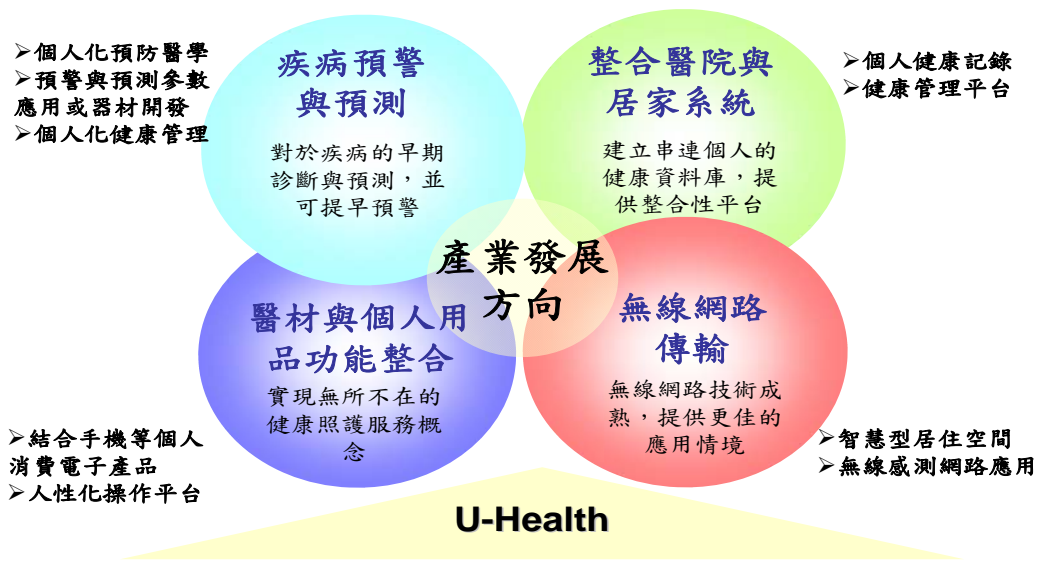 ➢個人化預防醫學
➢預警與預測參數
應用或器材開發
➢個人化健康管理
疾病預警
與預測
對於疾病的早期
診斷與預測，並
可提早預警
整合醫院與
居家系統
建立串連個人的
健康資料庫，提
供整合性平台
➢個人健康記錄
➢健康管理平台
產業發展
方向
醫材與個人用
品功能整合
實現無所不在的
健康照護服務概
念
➢結合手機等個人
消費電子產品
➢人性化操作平台
無線網路
傳輸
無線網路技術成
熟，提供更佳的
應用情境
➢智慧型居住空間
➢無線感測網路應用
U-Health